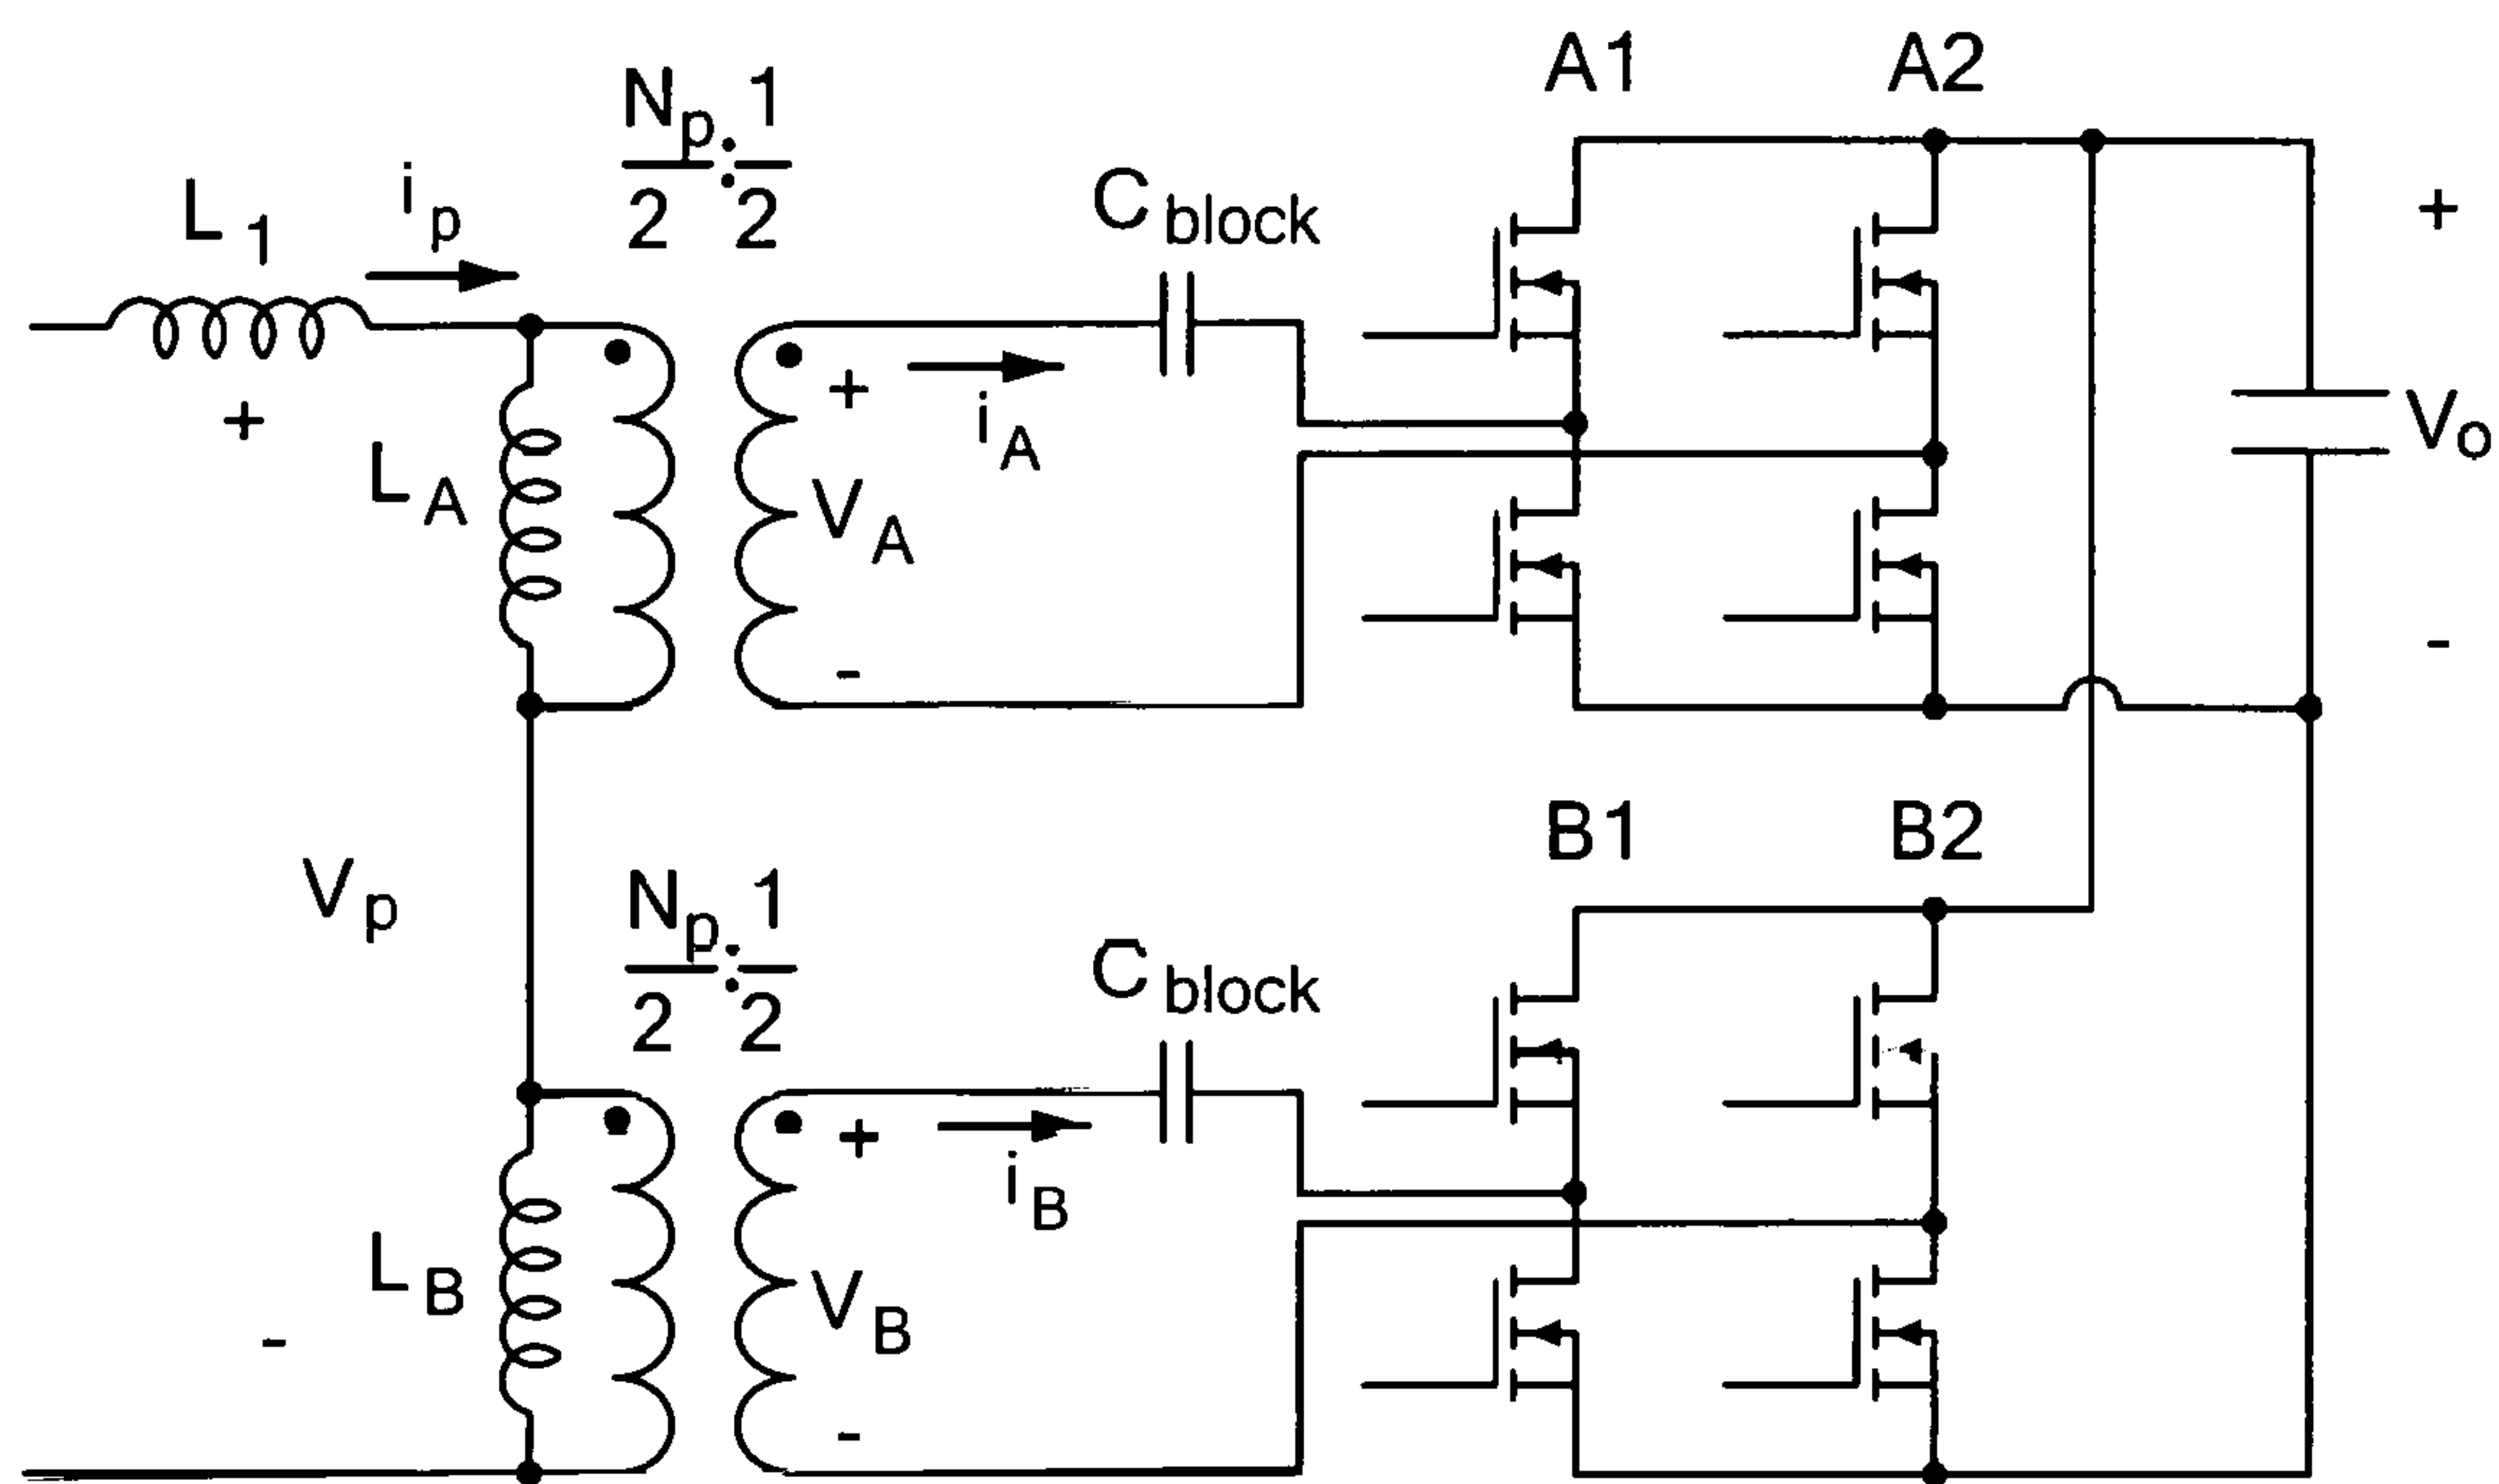 A1 A2
Np/2 : 1/2
L1 ip
Cblock
+
+
+
iA
LA
VA
Vo
-
-
B1 B2
Vp
Np/2 : 1/2
Cblock
+
iB
LB
VB
-
-